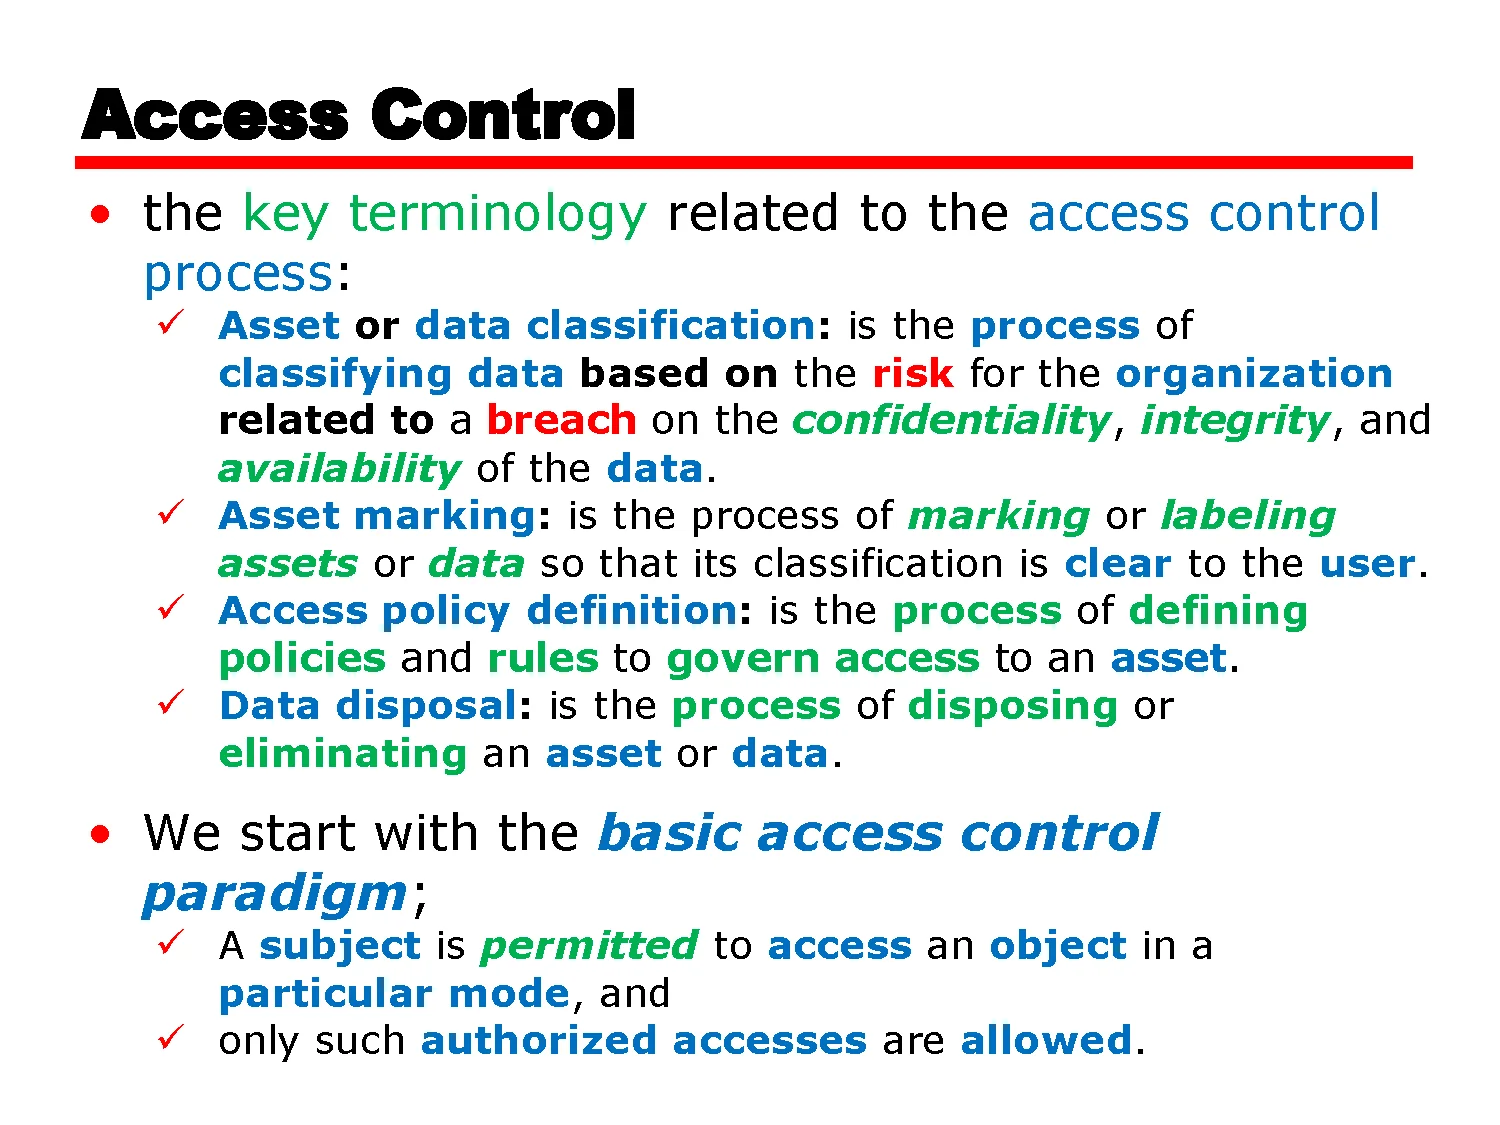 Access Control
• the key terminology related to the access control
process:
✓ Asset or data classification: is the process of
classifying data based on the risk for the organization
related to a breach on the confidentiality, integrity, and
availability of the data.
✓ Asset marking: is the process of marking or labeling
assets or data so that its classification is clear to the user.
✓ Access policy definition: is the process of defining
policies and rules to govern access to an asset.
✓ Data disposal: is the process of disposing or
eliminating an asset or data.
• We start with the basic access control
paradigm;
✓ A subject is permitted to access an object in a
particular mode, and
✓ only such authorized accesses are allowed.